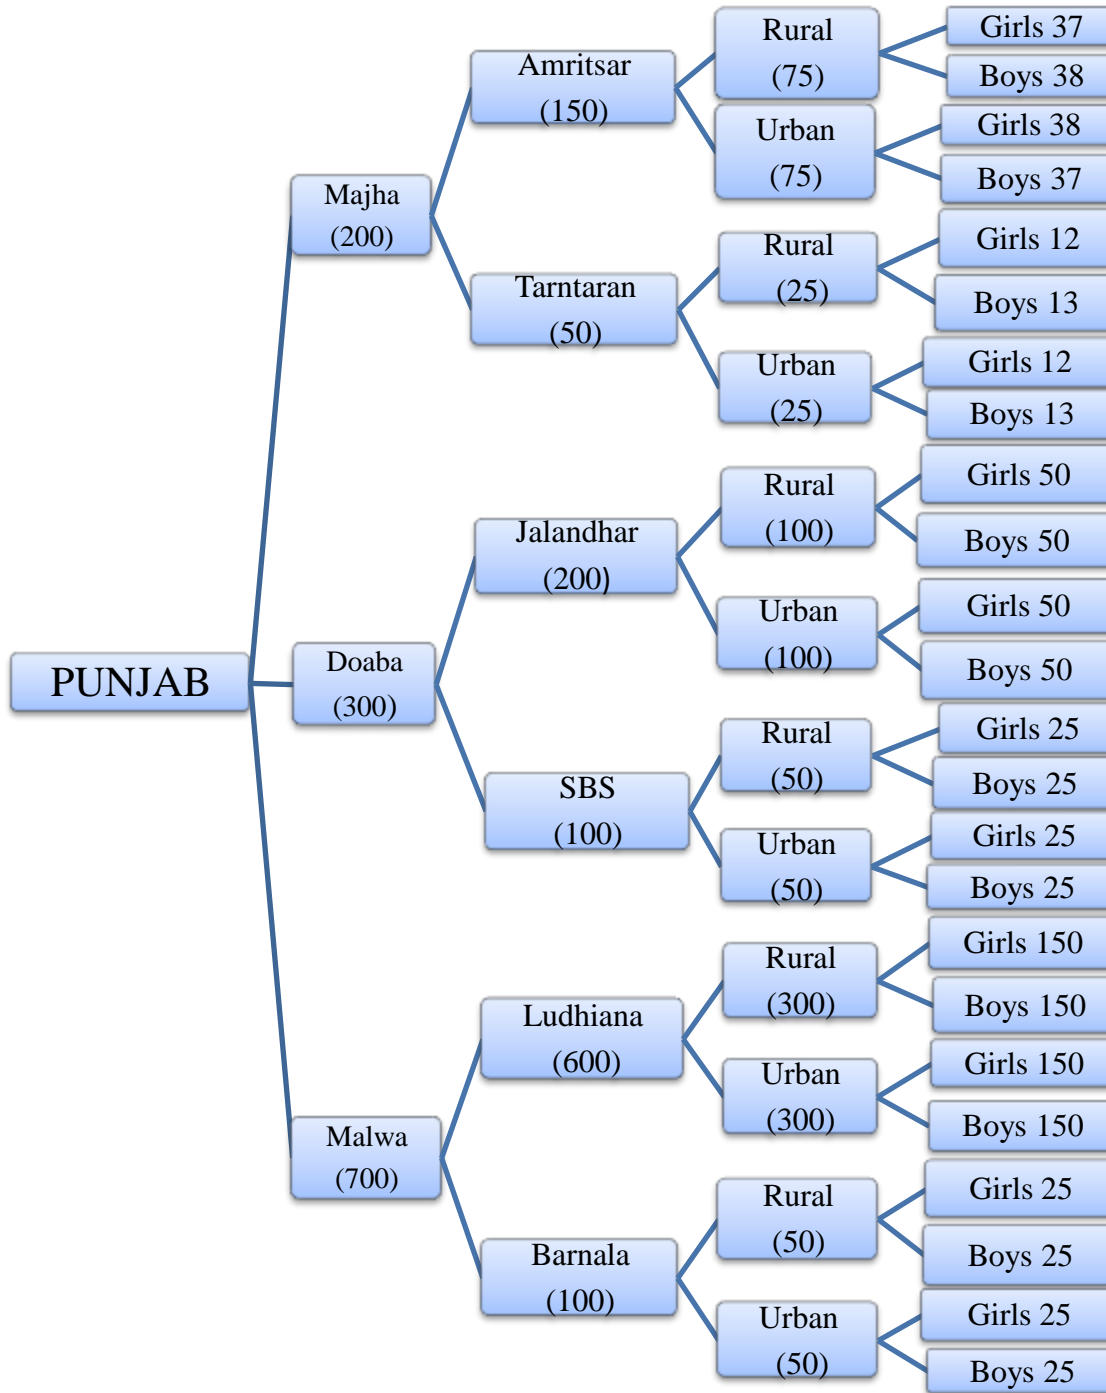 PUNJAB
Majha
(200)
Amritsar
(150)
Rural
(75)
Girls 37
Boys 38
Urban
(75)
Girls 38
Boys 37
Tarntaran
(50)
Rural
(25)
Girls 12
Boys 13
Urban
(25)
Girls 12
Boys 13
Doaba
(300)
Jalandhar
(200)
Rural
(100)
Girls 50
Boys 50
Urban
(100)
Girls 50
Boys 50
SBS
(100)
Rural
(50)
Girls 25
Boys 25
Urban
(50)
Girls 25
Boys 25
Malwa
(700)
Ludhiana
(600)
Rural
(300)
Girls 150
Boys 150
Urban
(300)
Girls 150
Boys 150
Barnala
(100)
Rural
(50)
Girls 25
Boys 25
Urban
(50)
Girls 25
Boys 25